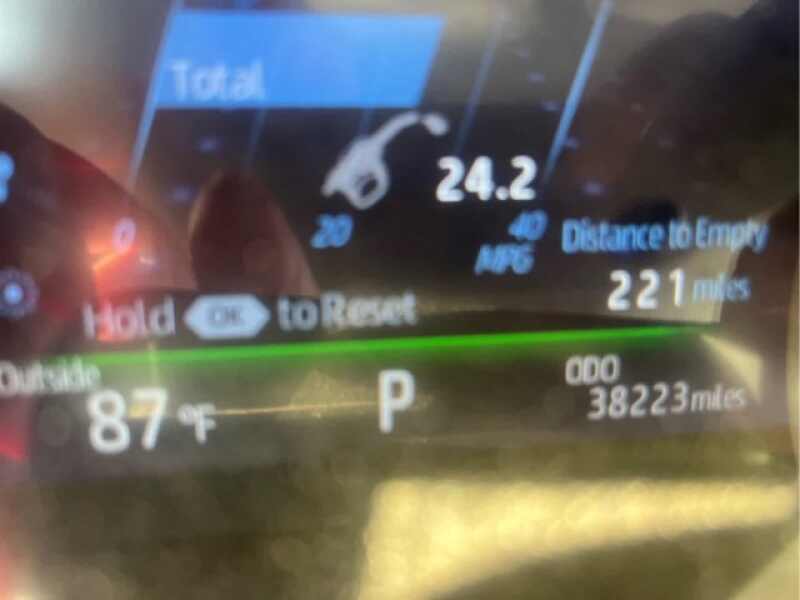 Total
24.2
0 20 40
MPG
Distance to Empty
221 miles
Hold OK to Reset
Outside
87 °F
P
ODO
38223 miles